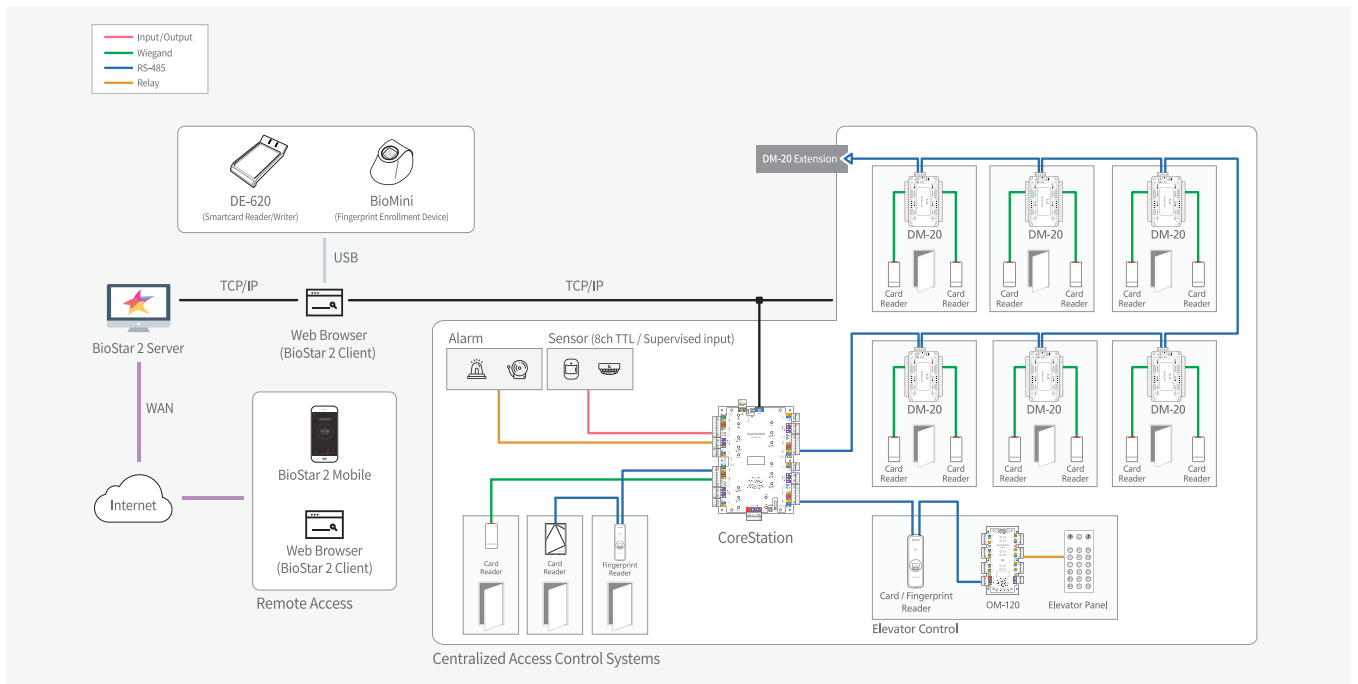 Input/Output
Wiegand
RS-485
Relay
DE-620
(Smartcard Reader/Writer)
BioMini
(Fingerprint Enrollment Device)
USB
TCP/IP
TCP/IP
BioStar 2 Server
Web Browser
(BioStar 2 Client)
WAN
Internet
BioStar 2 Mobile
Web Browser
(BioStar 2 Client)
Remote Access
DM-20 Extension
DM-20
Card
Reader
Card
Reader
DM-20
Card
Reader
Card
Reader
DM-20
Card
Reader
Card
Reader
Alarm
Sensor (8ch TTL / Supervised input)
DM-20
Card
Reader
Card
Reader
DM-20
Card
Reader
Card
Reader
DM-20
Card
Reader
Card
Reader
CoreStation
Card
Reader
Card
Reader
Fingerprint
Reader
Card / Fingerprint
Reader
OM-120
Elevator Panel
Elevator Control
Centralized Access Control Systems